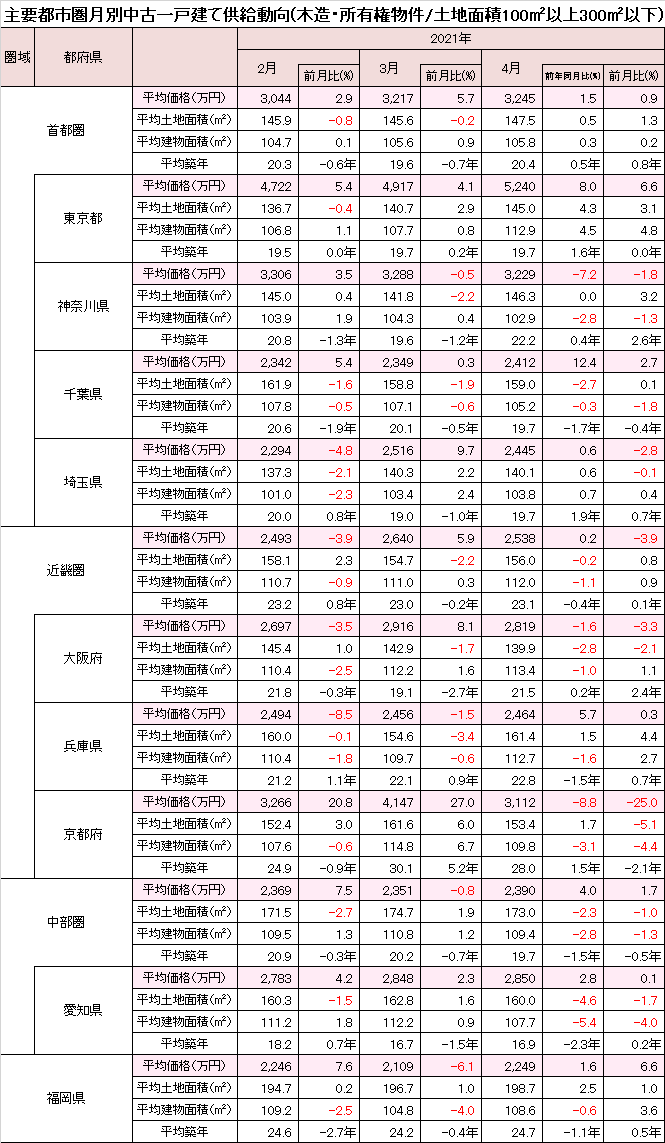 主要都市圏月別中古一戸建て供給動向(木造・所有権物件/土地面積100㎡以上300㎡以下)
圏域 都府県 2021年
2月 前月比(%) 3月 前月比(%) 4月 前年同月比(%) 前月比(%)
首都圏
平均価格(万円) 3,044 2.9 3,217 5.7 3,245 1.5 0.9
平均土地面積(㎡) 145.9 -0.8 145.6 -0.2 147.5 0.5 1.3
平均建物面積(㎡) 104.7 0.1 105.6 0.9 105.8 0.3 0.2
平均築年 20.3 -0.6年 19.6 -0.7年 20.4 0.5年 0.8年
東京都
平均価格(万円) 4,722 5.4 4,917 4.1 5,240 8.0 6.6
平均土地面積(㎡) 136.7 -0.4 140.7 2.9 145.0 4.3 3.1
平均建物面積(㎡) 106.8 1.1 107.7 0.8 112.9 4.5 4.8
平均築年 19.5 0.0年 19.7 0.2年 19.7 1.6年 0.0年
神奈川県
平均価格(万円) 3,306 3.5 3,288 -0.5 3,229 -7.2 -1.8
平均土地面積(㎡) 145.0 0.4 141.8 -2.2 146.3 0.0 3.2
平均建物面積(㎡) 103.9 1.9 104.3 0.4 102.9 -2.8 -1.3
平均築年 20.8 -1.3年 19.6 -1.2年 22.2 0.4年 2.6年
千葉県
平均価格(万円) 2,342 5.4 2,349 0.3 2,412 12.4 2.7
平均土地面積(㎡) 161.9 -1.6 158.8 -1.9 159.0 -2.7 0.1
平均建物面積(㎡) 107.8 -0.5 107.1 -0.6 105.2 -0.3 -1.8
平均築年 20.6 -1.9年 20.1 -0.5年 19.7 -1.7年 -0.4年
埼玉県
平均価格(万円) 2,294 -4.8 2,516 9.7 2,445 0.6 -2.8
平均土地面積(㎡) 137.3 -2.1 140.3 2.2 140.1 0.6 -0.1
平均建物面積(㎡) 101.0 -2.3 103.4 2.4 103.8 0.7 0.4
平均築年 20.0 0.8年 19.0 -1.0年 19.7 1.9年 0.7年
近畿圏
平均価格(万円) 2,493 -3.9 2,640 5.9 2,538 0.2 -3.9
平均土地面積(㎡) 158.1 2.3 154.7 -2.2 156.0 -0.2 0.8
平均建物面積(㎡) 110.7 -0.9 111.0 0.3 112.0 -1.1 0.9
平均築年 23.2 0.8年 23.0 -0.2年 23.1 -0.4年 0.1年
大阪府
平均価格(万円) 2,697 -3.5 2,916 8.1 2,819 -1.6 -3.3
平均土地面積(㎡) 145.4 1.0 142.9 -1.7 139.9 -2.8 -2.1
平均建物面積(㎡) 110.4 -2.5 112.2 1.6 113.4 -1.0 1.1
平均築年 21.8 -0.3年 19.1 -2.7年 21.5 0.2年 2.4年
兵庫県
平均価格(万円) 2,494 -8.5 2,456 -1.5 2,464 5.7 0.3
平均土地面積(㎡) 160.0 -0.1 154.6 -3.4 161.4 1.5 4.4
平均建物面積(㎡) 110.4 -1.8 109.7 -0.6 112.7 -1.6 2.7
平均築年 21.2 1.1年 22.1 0.9年 22.8 -1.5年 0.7年
京都府
平均価格(万円) 3,266 20.8 4,147 27.0 3,112 -8.8 -25.0
平均土地面積(㎡) 152.4 3.0 161.6 6.0 153.4 1.7 -5.1
平均建物面積(㎡) 107.6 -0.6 114.8 6.7 109.8 -3.1 -4.4
平均築年 24.9 -0.9年 30.1 5.2年 28.0 1.5年 -2.1年
中部圏
平均価格(万円) 2,369 7.5 2,351 -0.8 2,390 4.0 1.7
平均土地面積(㎡) 171.5 -2.7 174.7 1.9 173.0 -2.3 -1.0
平均建物面積(㎡) 109.5 1.3 110.8 1.2 109.4 -2.8 -1.3
平均築年 20.9 -0.3年 20.2 -0.7年 19.7 -1.5年 -0.5年
愛知県
平均価格(万円) 2,783 4.2 2,848 2.3 2,850 2.8 0.1
平均土地面積(㎡) 160.3 -1.5 162.8 1.6 160.0 -4.6 -1.7
平均建物面積(㎡) 111.2 1.8 112.2 0.9 107.7 -5.4 -4.0
平均築年 18.2 0.7年 16.7 -1.5年 16.9 -2.3年 0.2年
福岡県
平均価格(万円) 2,246 7.6 2,109 -6.1 2,249 1.6 6.6
平均土地面積(㎡) 194.7 0.2 196.7 1.0 198.7 2.5 1.0
平均建物面積(㎡) 109.2 -2.5 104.8 -4.0 108.6 -0.6 3.6
平均築年 24.6 -2.7年 24.2 -0.4年 24.7 -1.1年 0.5年